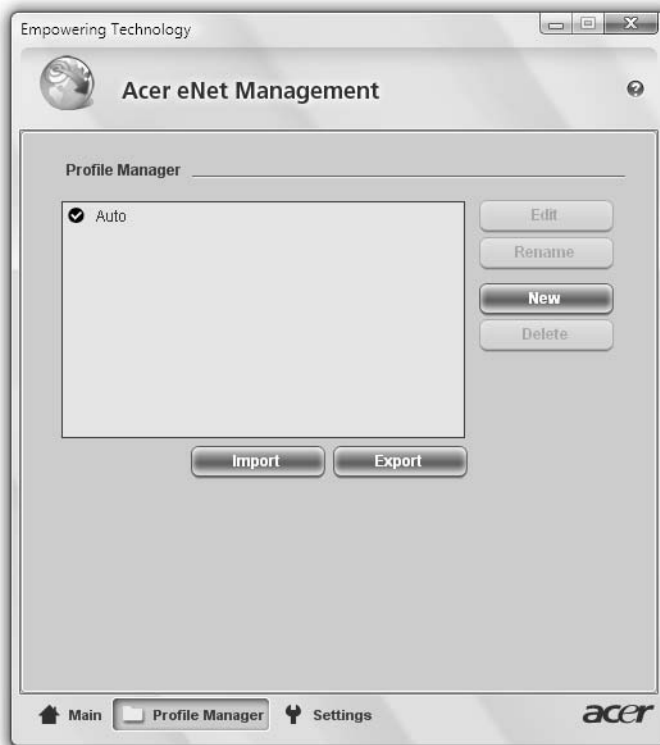 Empowering Technology
Acer eNet Management
Profile Manager
Auto
Edit
Rename
New
Delete
Import Export
Main Profile Manager Settings acer